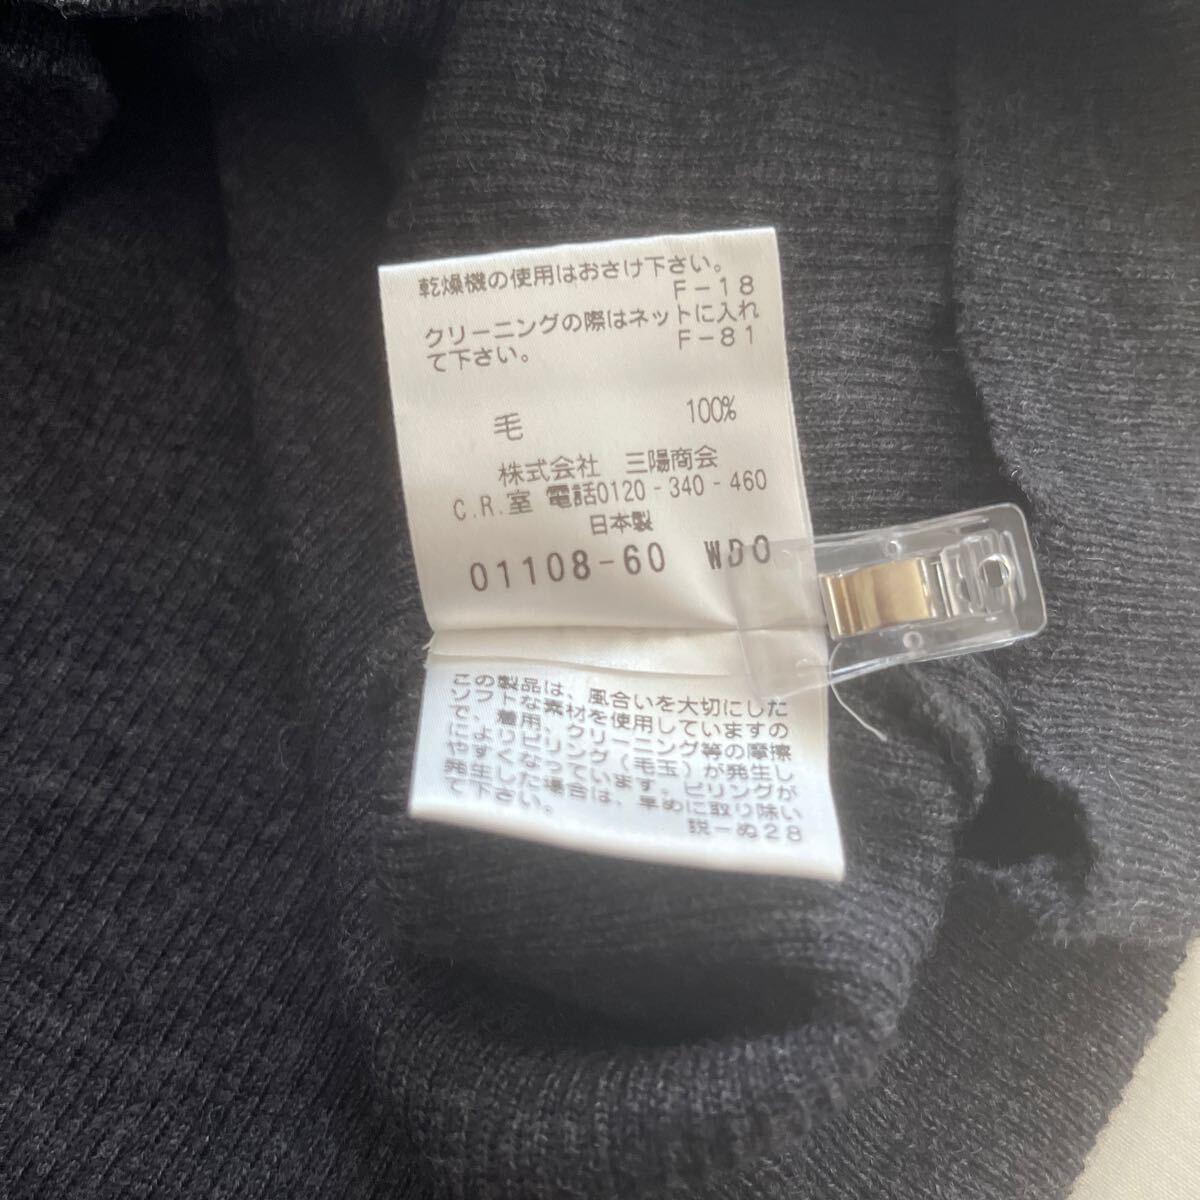 乾燥機の使用はおさけ下さい。
F－18
クリーニングの際はネットに入れ
て下さい。
F－81
毛 100%
株式会社 三陽商会
C.R.室 電話0120-340-460
日本製
01108-60 WDO
この製品は、風合いを大切にした
ソフトな素材を使用していますの
で、着用、クリーニング等の摩擦
によりピリング（毛玉）が発生し
やすくなっています。ピリングが
発生した場合は、早めに取り除い
て下さい。
説－ぬ28